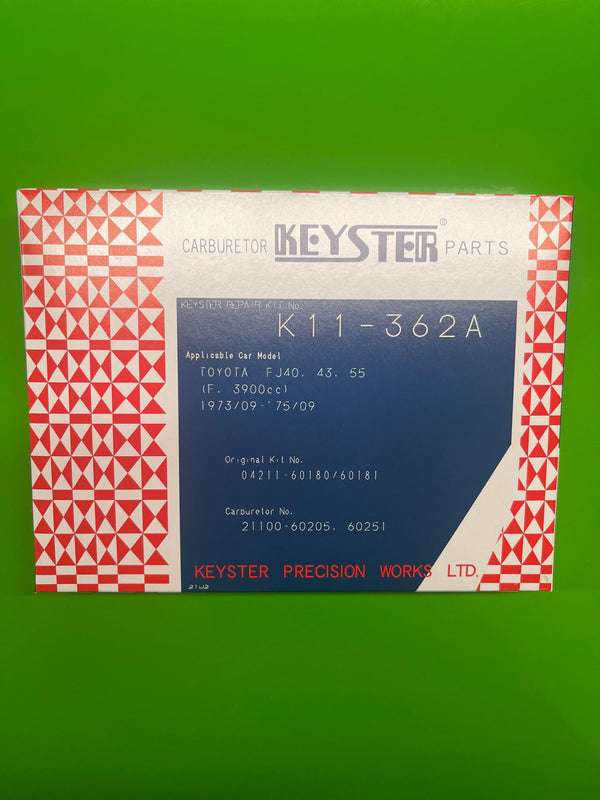 CARBURETOR KEYSTER® PARTS
KEYSTER REPAIR KIT No.
K11-362A
Applicable Car Model
TOYOTA FJ40. 43. 55
(F. 3900cc)
1973/09-'75/09
Original Kit No.
04211-60180/60181
Carburetor No.
21100-60205. 60251
KEYSTER PRECISION WORKS LTD.
21J2